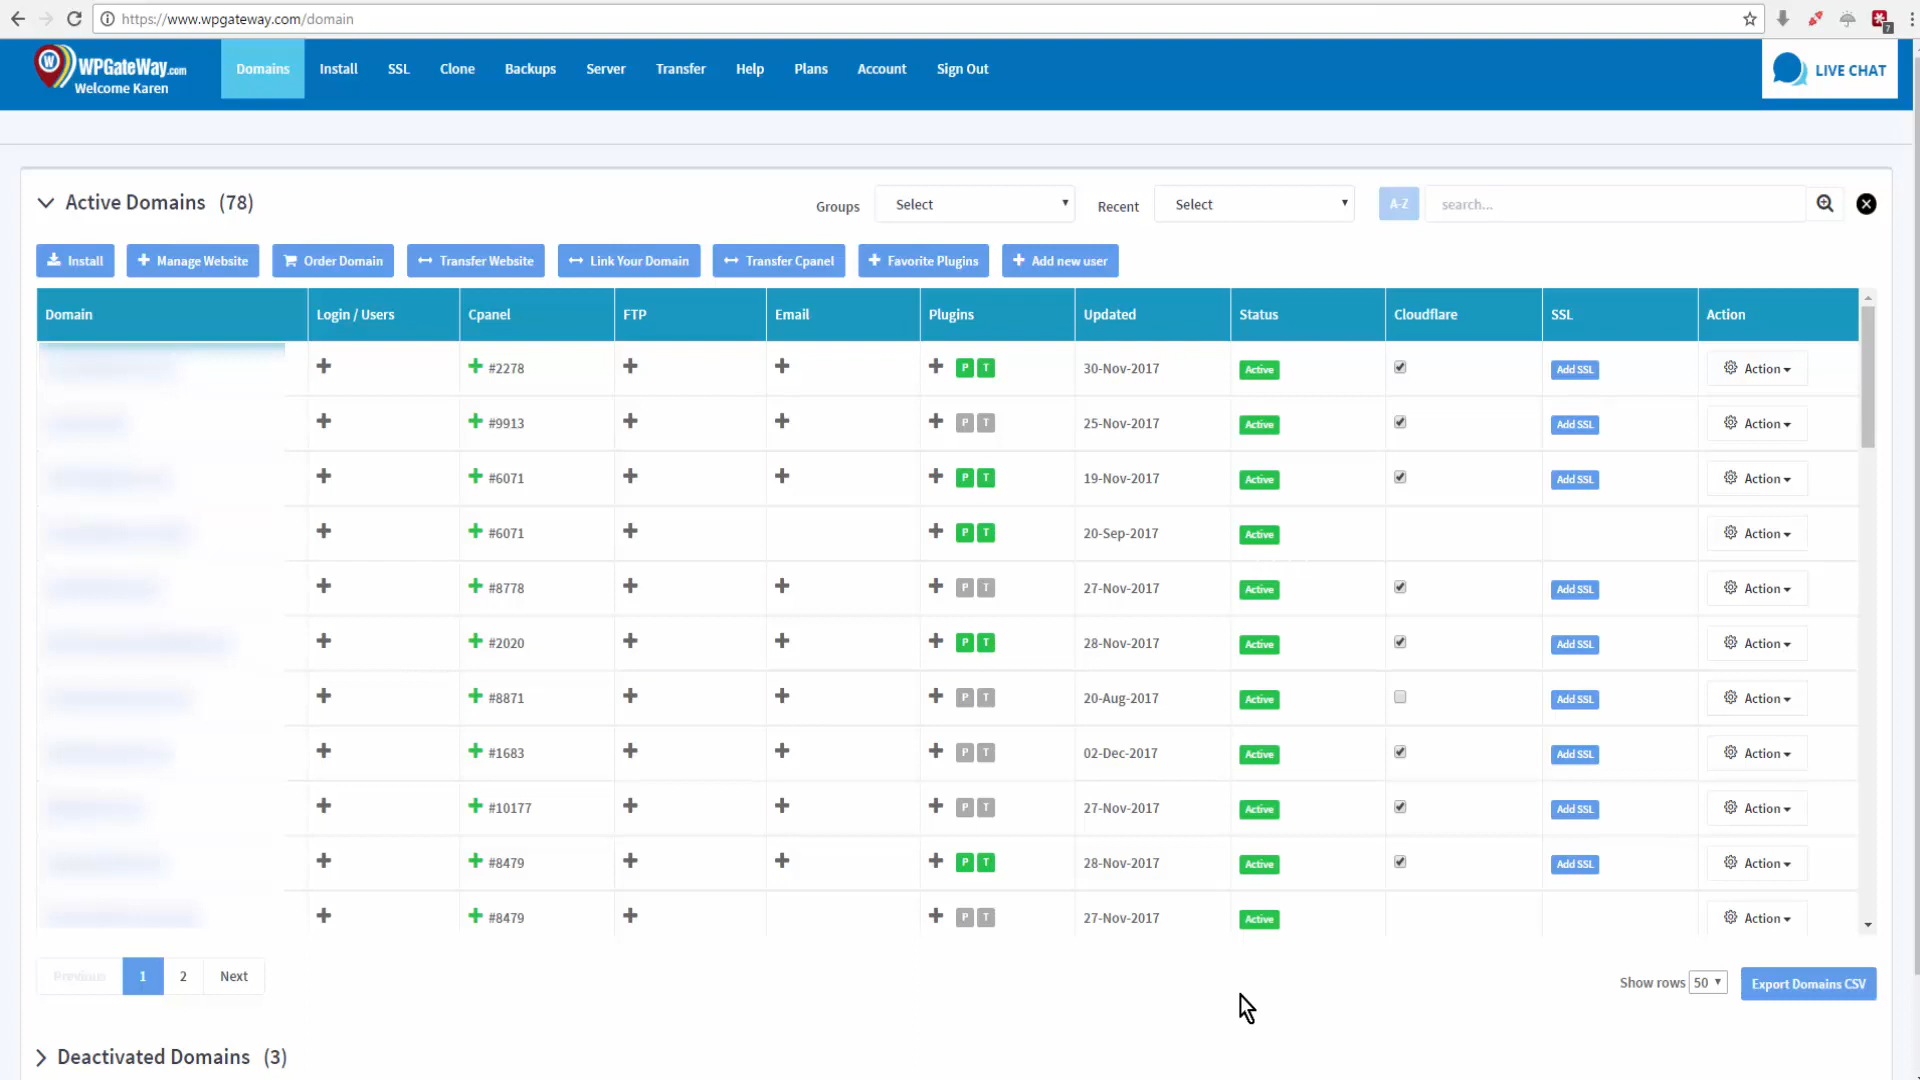 https://www.wpgateway.com/domain
7
W WPGateWay.com
Welcome Karen
Domains Install SSL Clone Backups Server Transfer Help Plans Account Sign Out
LIVE CHAT
Active Domains (78)
Groups Select Recent Select A-Z search...
Install Manage Website Order Domain Transfer Website Link Your Domain Transfer Cpanel Favorite Plugins Add new user
Domain Login / Users Cpanel FTP Email Plugins Updated Status Cloudflare SSL Action
#2278 P T 30-Nov-2017 Active Add SSL Action
#9913 P T 25-Nov-2017 Active Add SSL Action
#6071 P T 19-Nov-2017 Active Add SSL Action
#6071 P T 20-Sep-2017 Active Action
#8778 P T 27-Nov-2017 Active Add SSL Action
#2020 P T 28-Nov-2017 Active Add SSL Action
#8871 P T 20-Aug-2017 Active Add SSL Action
#1683 P T 02-Dec-2017 Active Add SSL Action
#10177 P T 27-Nov-2017 Active Add SSL Action
#8479 P T 28-Nov-2017 Active Add SSL Action
#8479 P T 27-Nov-2017 Active Action
Previous 1 2 Next
Show rows 50 Export Domains CSV
Deactivated Domains (3)